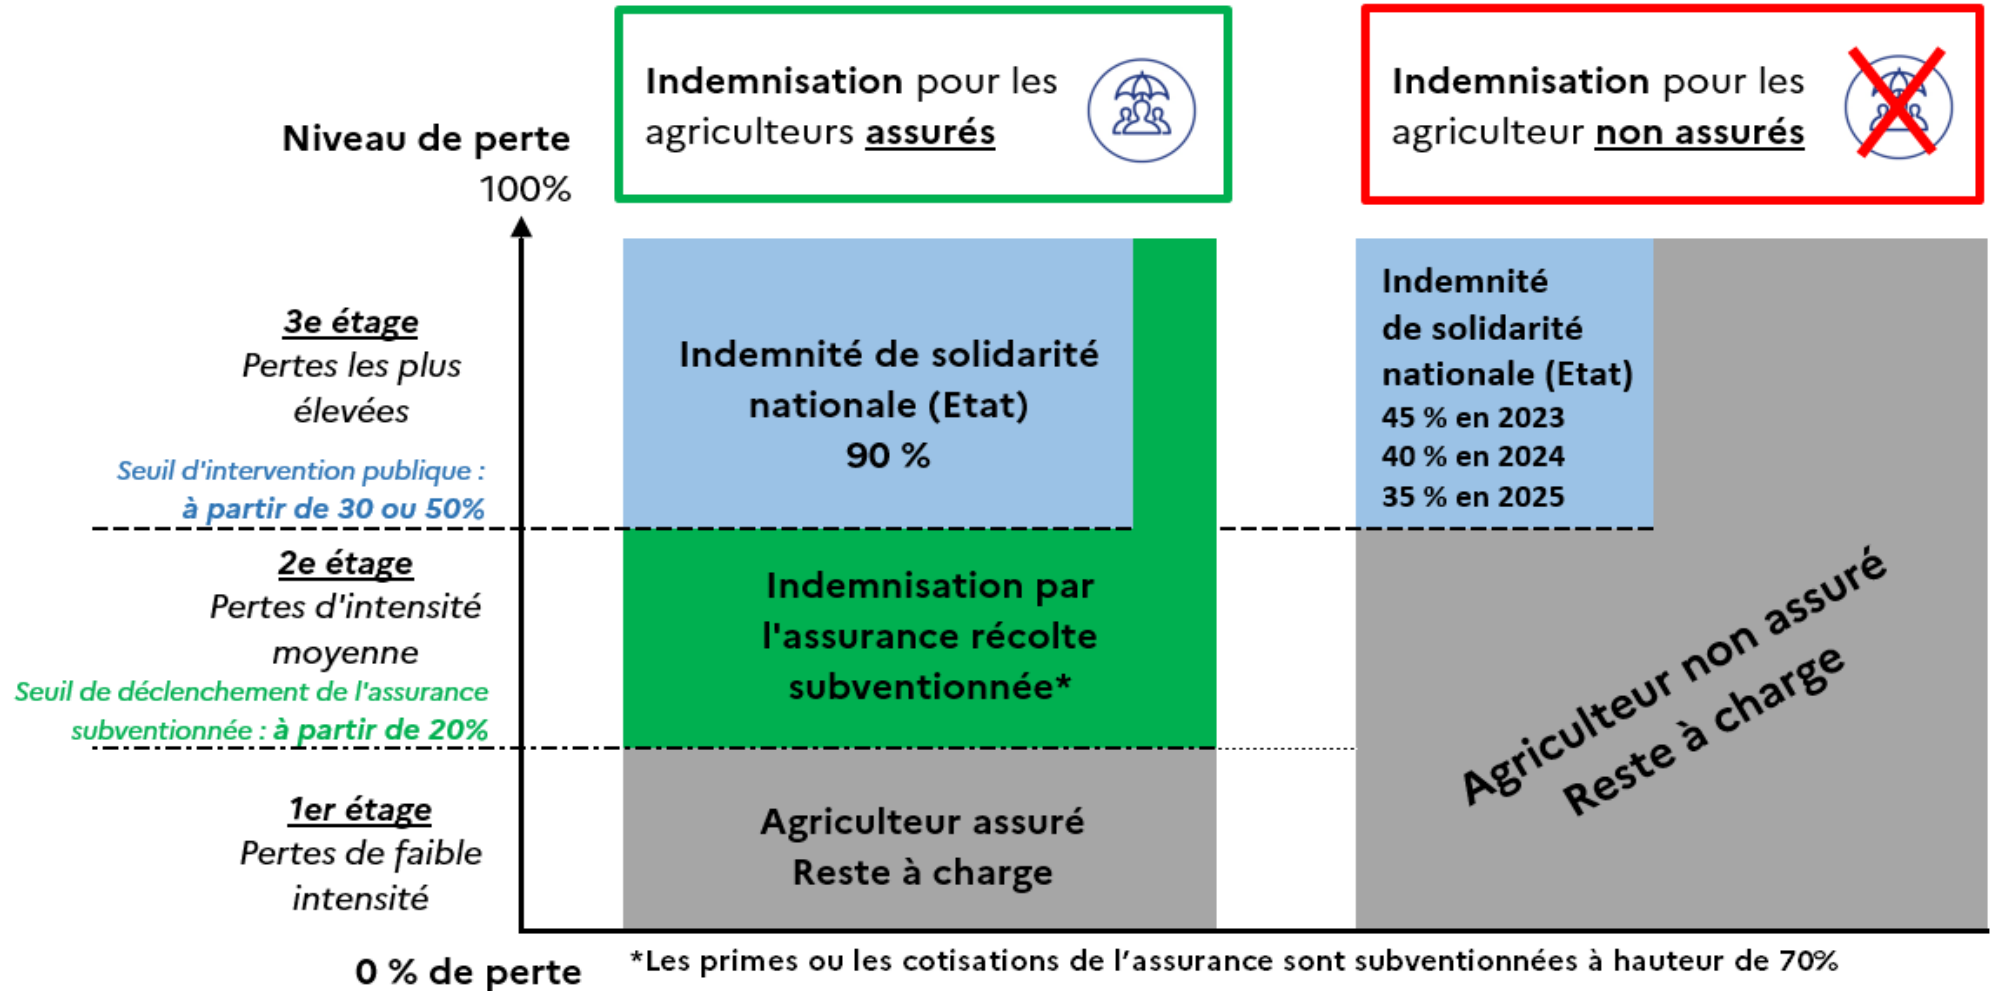 Indemnisation pour les
agriculteurs assurés
Indemnisation pour les
agriculteur non assurés
Niveau de perte
100%
3e étage
Pertes les plus
élevées
Seuil d'intervention publique :
à partir de 30 ou 50%
2e étage
Pertes d'intensité
moyenne
Seuil de déclenchement de l'assurance
subventionnée : à partir de 20%
1er étage
Pertes de faible
intensité
0 % de perte
Indemnité de solidarité
nationale (Etat)
90 %
Indemnisation par
l'assurance récolte
subventionnée*
Agriculteur assuré
Reste à charge
Indemnité
de solidarité
nationale (Etat)
45 % en 2023
40 % en 2024
35 % en 2025
Agriculteur non assuré
Reste à charge
*Les primes ou les cotisations de l’assurance sont subventionnées à hauteur de 70%